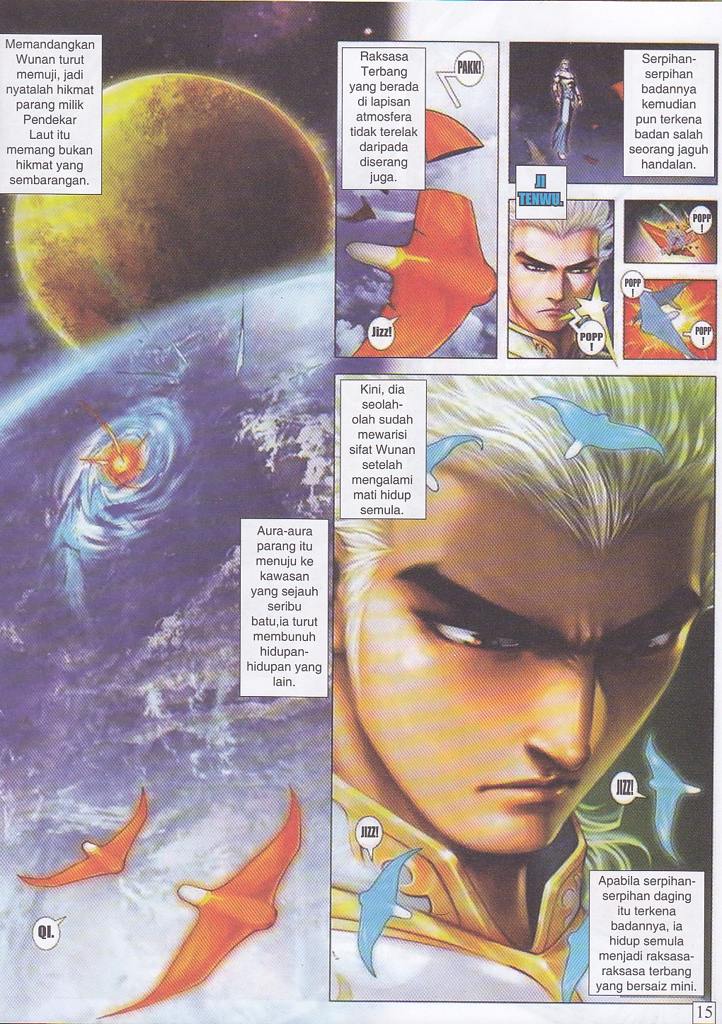 Memandangkan
Wunan turut
memuji, jadi
nyatalah hikmat
parang milik
Pendekar
Laut itu
memang bukan
hikmat yang
sembarangan.
Aura-aura
parang itu
menuju ke
kawasan
yang sejauh
seribu
batu,ia turut
membunuh
hidupan-
hidupan yang
lain.
QI.
Raksasa
Terbang
yang berada
di lapisan
atmosfera
tidak terelak
daripada
diserang
juga.
PAKK!
Jizz!
Serpihan-
serpihan
badannya
kemudian
pun terkena
badan salah
seorang jaguh
handalan.
JI
TENWU.
POPP
!
POPP
!
POPP
!
POPP
!
Kini, dia
seolah-
olah sudah
mewarisi
sifat Wunan
setelah
mengalami
mati hidup
semula.
JIZZ!
JIZZ!
Apabila serpihan-
serpihan daging
itu terkena
badannya, ia
hidup semula
menjadi raksasa-
raksasa terbang
yang bersaiz mini.
15